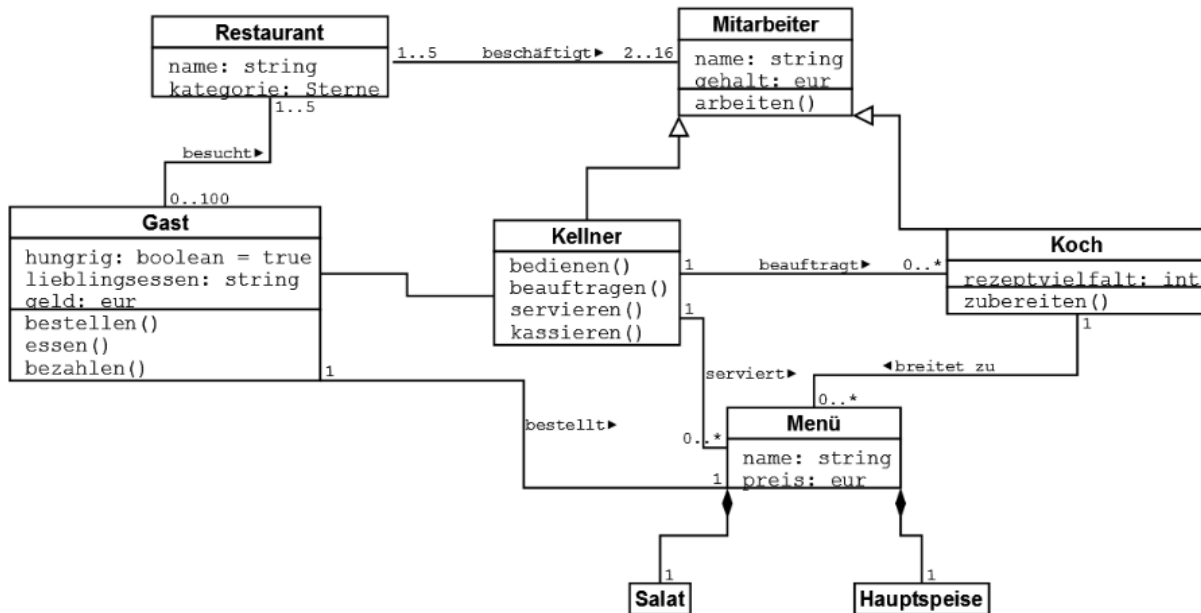 Restaurant
name: string
kategorie: Sterne
1..5
beschäftigt►
2..16
Mitarbeiter
name: string
gehalt: eur
arbeiten()
1..5
besucht►
0..100
Gast
hungrig: boolean = true
lieblingsessen: string
geld: eur
bestellen()
essen()
bezahlen()
1
Kellner
bedienen()
beauftragen()
servieren()
kassieren()
1
beauftragt►
0..*
Koch
rezeptvielfalt: int
zubereiten()
1
1
◄breitet zu
serviert►
0..*
bestellt►
0..*
1
Menü
name: string
preis: eur
1
Salat
1
Hauptspeise